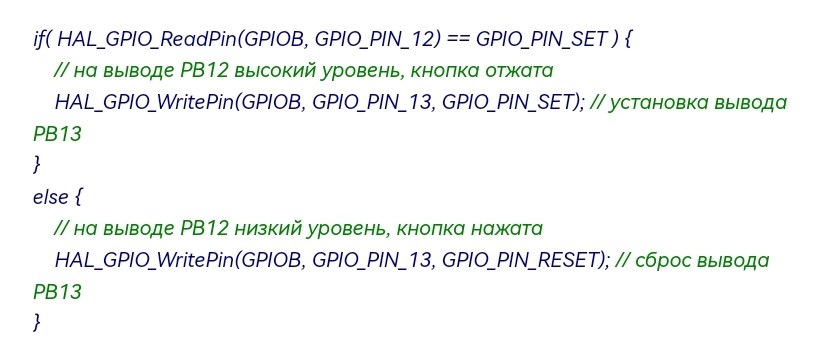 if( HAL_GPIO_ReadPin(GPIOB, GPIO_PIN_12) == GPIO_PIN_SET ) {
// на выводе PB12 высокий уровень, кнопка отжата
HAL_GPIO_WritePin(GPIOB, GPIO_PIN_13, GPIO_PIN_SET); // установка вывода
PB13
}
else {
// на выводе PB12 низкий уровень, кнопка нажата
HAL_GPIO_WritePin(GPIOB, GPIO_PIN_13, GPIO_PIN_RESET); // сброс вывода
PB13
}